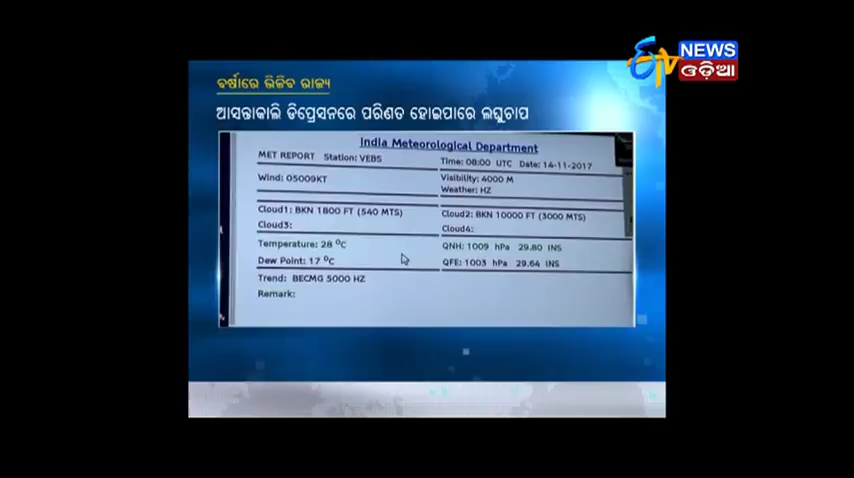 ETV NEWS
ଓଡ଼ିଆ
ବର୍ଷାରେ ଭିଜିବ ରାଜ୍ୟ
ଆସନ୍ତାକାଲି ଡିପ୍ରେସନରେ ପରିଣତ ହୋଇପାରେ ଲଘୁଚାପ
India Meteorological Department
MET REPORT Station: VEBS Time: 08:00 UTC Date: 14-11-2017
Wind: 05009KT Visibility: 4000 M
Weather: HZ
Cloud1: BKN 1800 FT (540 MTS) Cloud2: BKN 10000 FT (3000 MTS)
Cloud3: Cloud4:
Temperature: 28 °C QNH: 1009 hPa 29.80 INS
Dew Point: 17 °C QFE: 1003 hPa 29.64 INS
Trend: BECMG 5000 HZ
Remark: